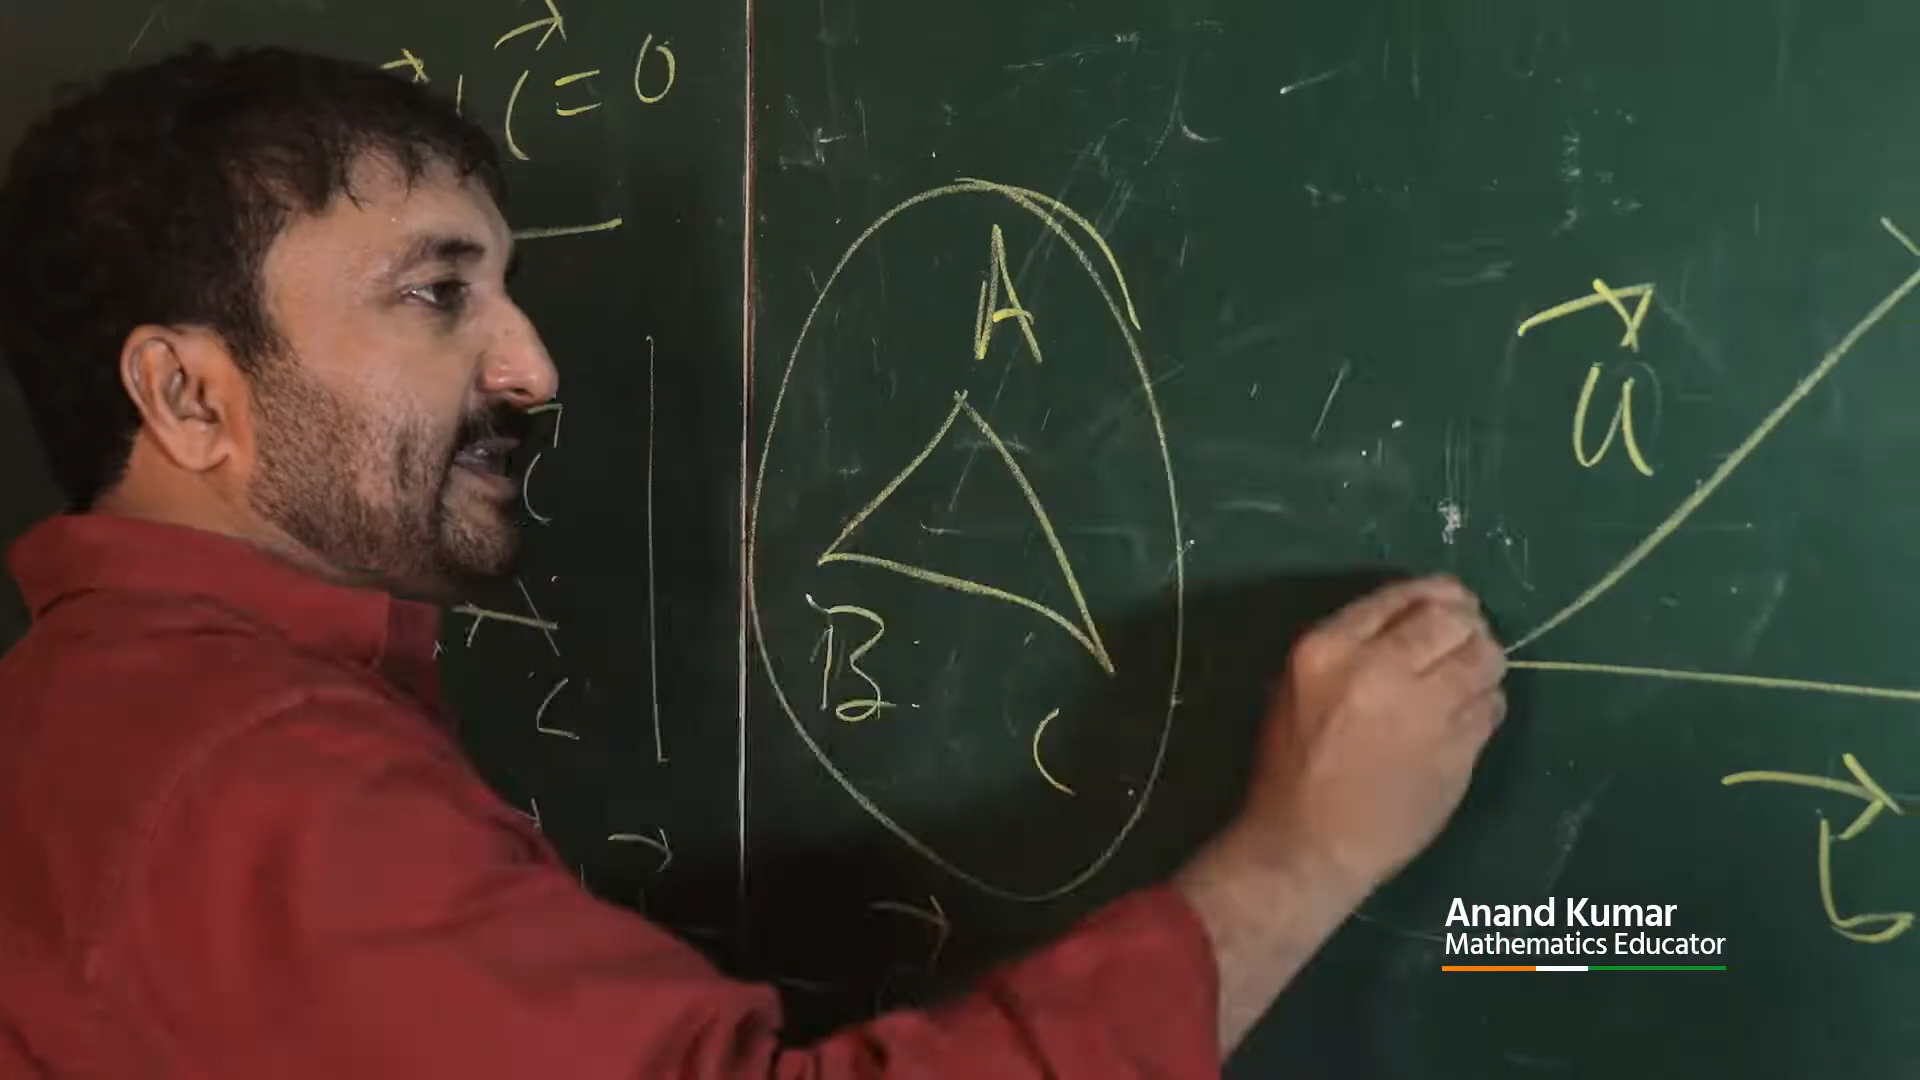 c = 0
A
B
C
a
b
Anand Kumar
Mathematics Educator